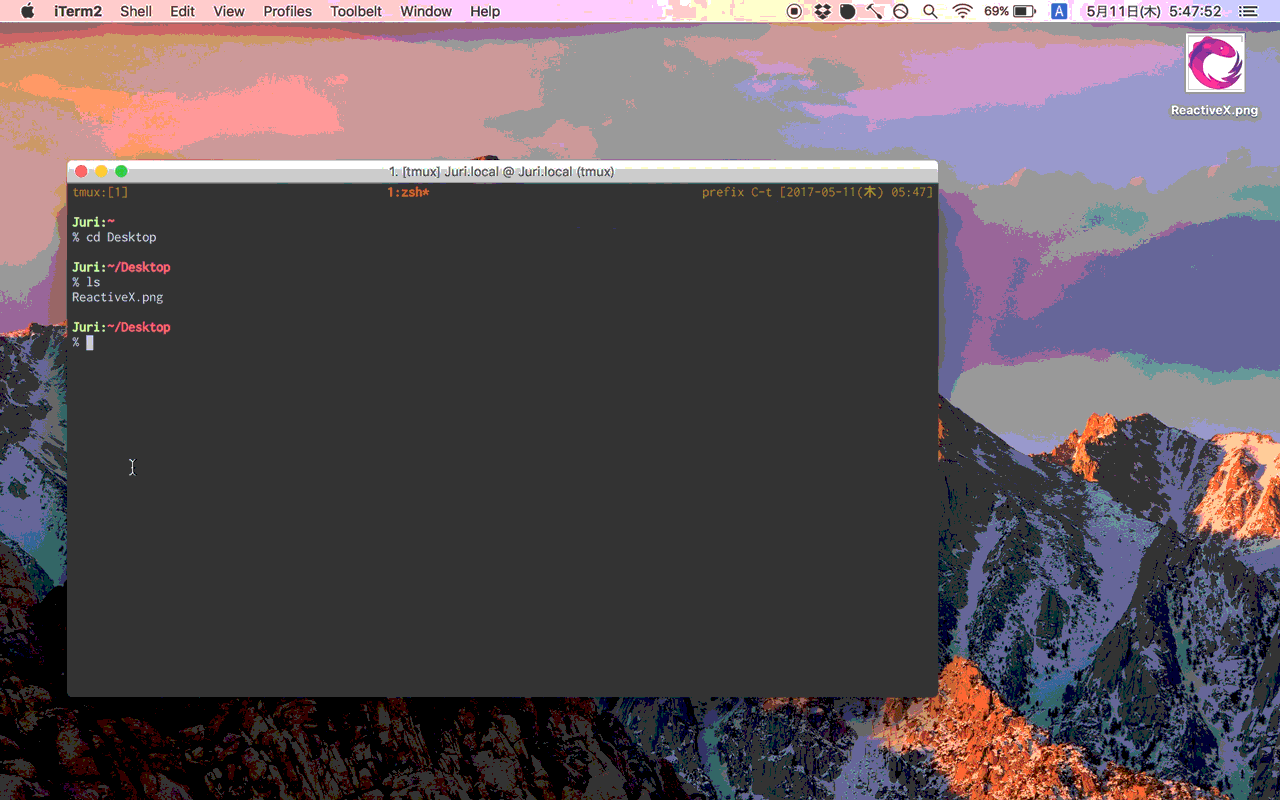 iTerm2 Shell Edit View Profiles Toolbelt Window Help 69% A 5月11日(木) 5:47:52
ReactiveX.png
1. [tmux] Juri.local @ Juri.local (tmux)
tmux:[1] 1:zsh* prefix C-t [2017-05-11(木) 05:47]
Juri:~
% cd Desktop
Juri:~/Desktop
% ls
ReactiveX.png
Juri:~/Desktop
%